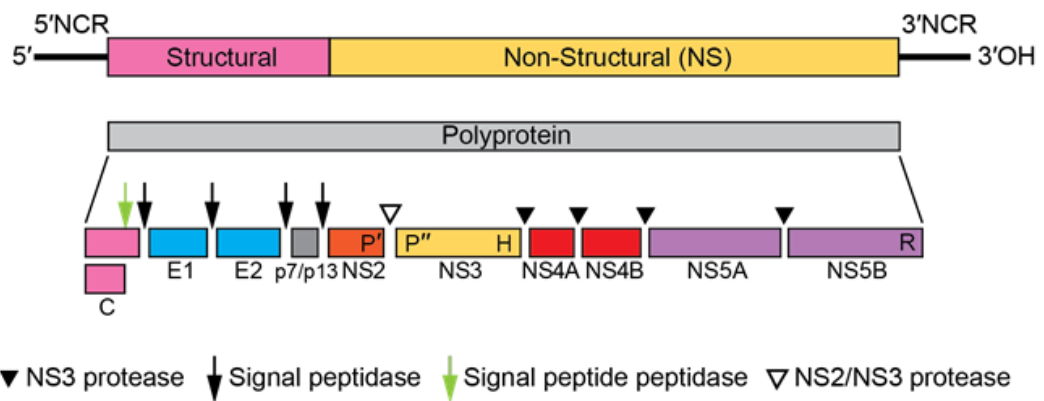 5′NCR 3′NCR
5′ Structural Non-Structural (NS) 3′OH
Polyprotein
P′ P″ H R
E1 E2 p7/p13 NS2 NS3 NS4A NS4B NS5A NS5B
C
NS3 protease Signal peptidase Signal peptide peptidase NS2/NS3 protease